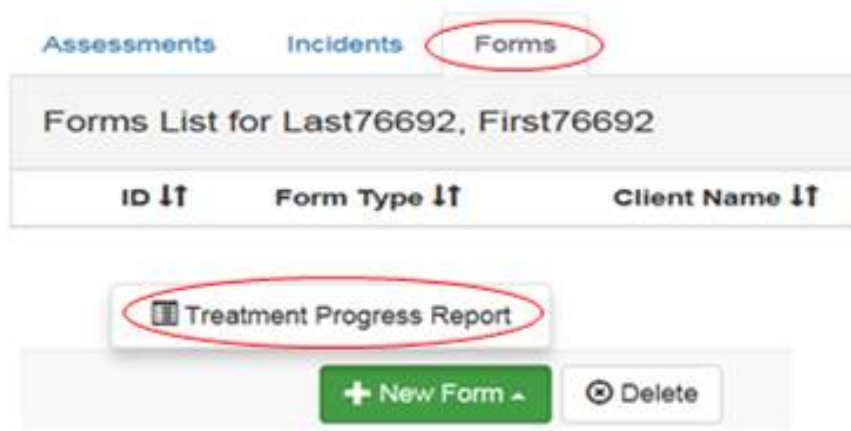 Assessments Incidents Forms
Forms List for Last76692, First76692
ID Form Type Client Name
Treatment Progress Report
New Form Delete